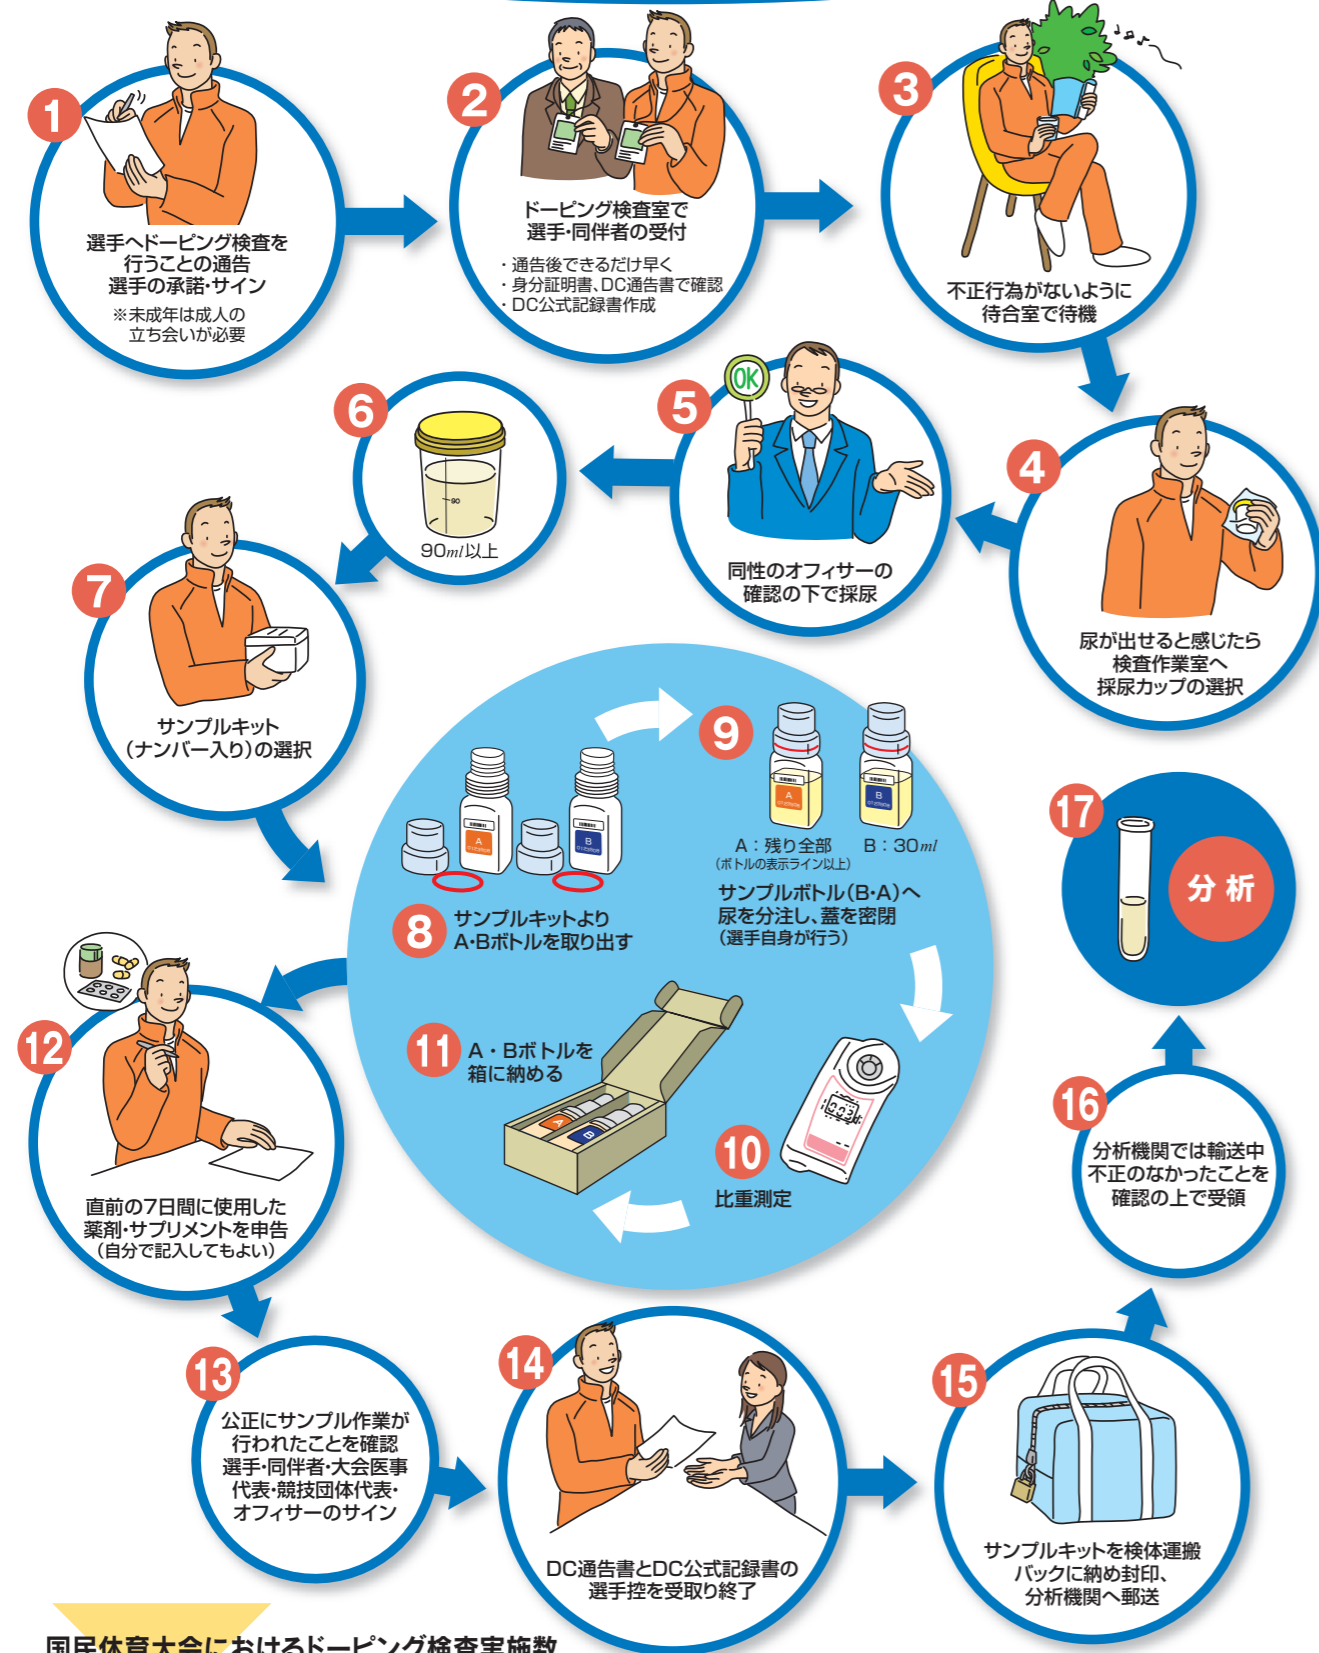 1
選手へドーピング検査を
行うことの通告
選手の承諾・サイン
※未成年は成人の
立ち会いが必要
2
ドーピング検査室で
選手・同伴者の受付
・通告後できるだけ早く
・身分証明書、DC通告書で確認
・DC公式記録書作成
3
不正行為がないように
待合室で待機
4
尿が出せると感じたら
検査作業室へ
採尿カップの選択
5
OK
同性のオフィサーの
確認の下で採尿
6
90
90ml以上
7
サンプルキット
（ナンバー入り）の選択
8
A
B
サンプルキットより
A・Bボトルを取り出す
9
A
B
A：残り全部
（ボトルの表示ライン以上）
B：30ml
サンプルボトル（B・A）へ
尿を分注し、蓋を密閉
（選手自身が行う）
10
比重測定
11
A・Bボトルを
箱に納める
A
B
12
直前の7日間に使用した
薬剤・サプリメントを申告
（自分で記入してもよい）
13
公正にサンプル作業が
行われたことを確認
選手・同伴者・大会医事
代表・競技団体代表・
オフィサーのサイン
14
DC通告書とDC公式記録書の
選手控を受取り終了
15
サンプルキットを検体運搬
バックに納め封印、
分析機関へ郵送
16
分析機関では輸送中
不正のなかったことを
確認の上で受領
17
分析
国民体育大会におけるドーピング検査実施数